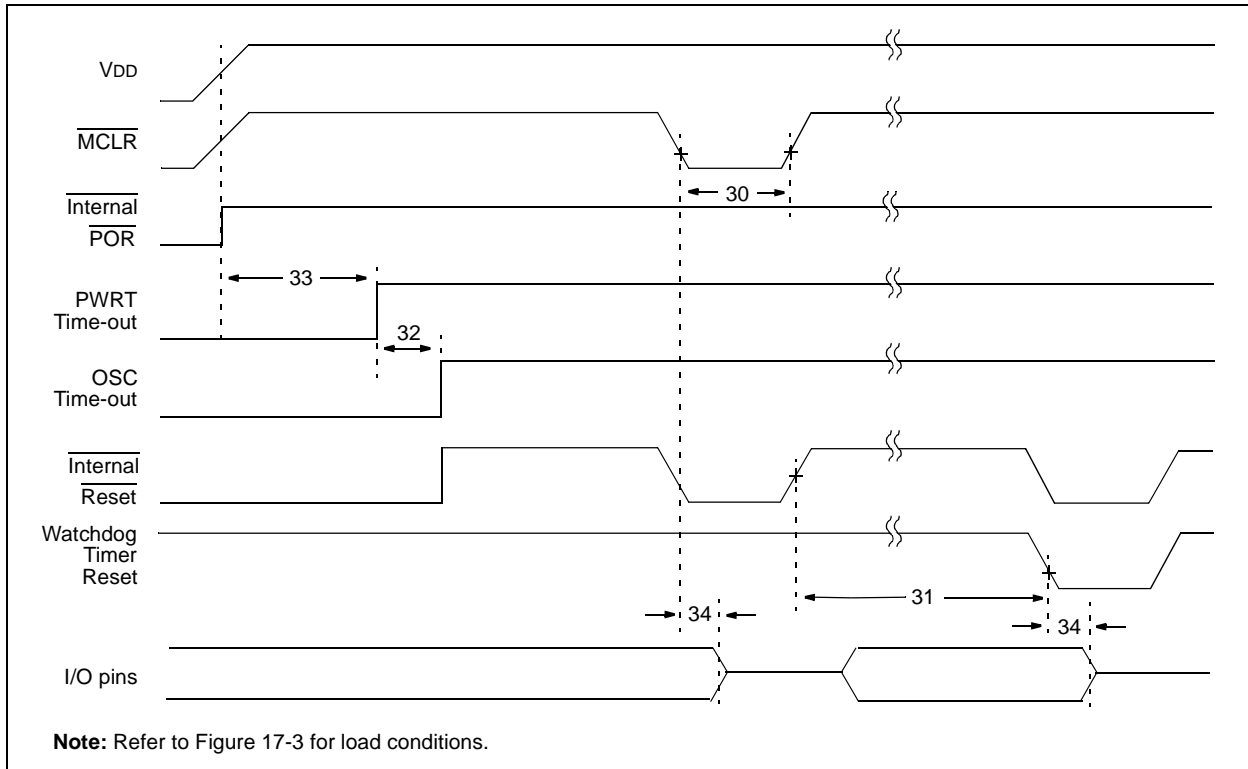 VDD
MCLR
30
Internal
POR
33
PWRT
Time-out
32
OSC
Time-out
Internal
Reset
Watchdog
Timer
Reset
31
34
34
I/O pins
Note: Refer to Figure 17-3 for load conditions.